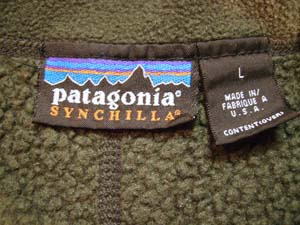 patagonia®
SYNCHILLA®
L
MADE IN/
FABRIQUE A
U.S.A.
CONTENT(OVER)